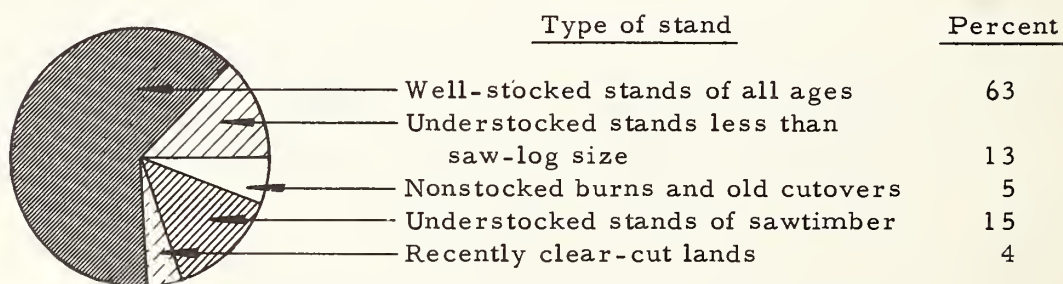 Type of stand Percent
Well-stocked stands of all ages 63
Understocked stands less than
saw-log size 13
Nonstocked burns and old cutovers 5
Understocked stands of sawtimber 15
Recently clear-cut lands 4